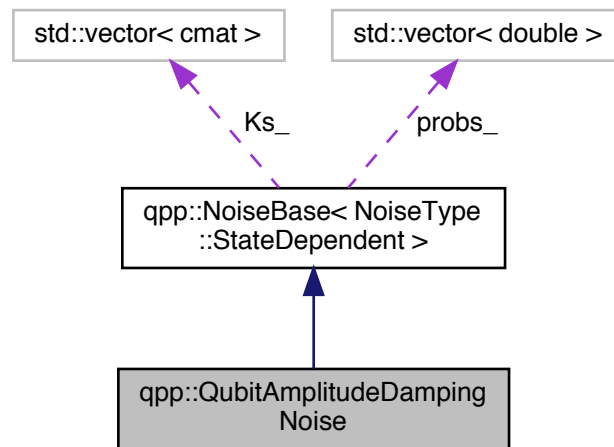 std::vector< cmat >
std::vector< double >
Ks_
probs_
qpp::NoiseBase< NoiseType
::StateDependent >
qpp::QubitAmplitudeDamping
Noise